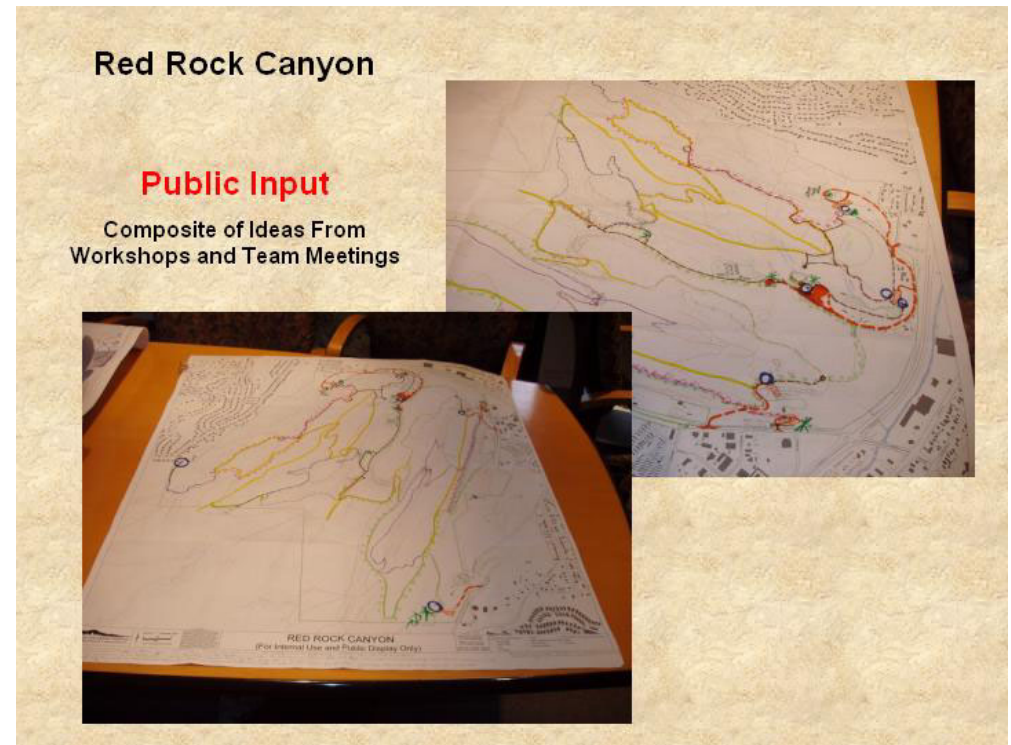 Red Rock Canyon
Public Input
Composite of Ideas From
Workshops and Team Meetings
RED ROCK CANYON
(For Internal Use and Public Display Only)